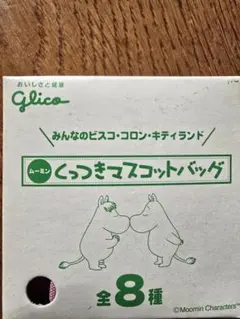 おいしさと健康
Glico
みんなのビスコ・コロン・キティランド
ムーミン くっつきマスコットバッグ
全8種
©Moomin Characters™